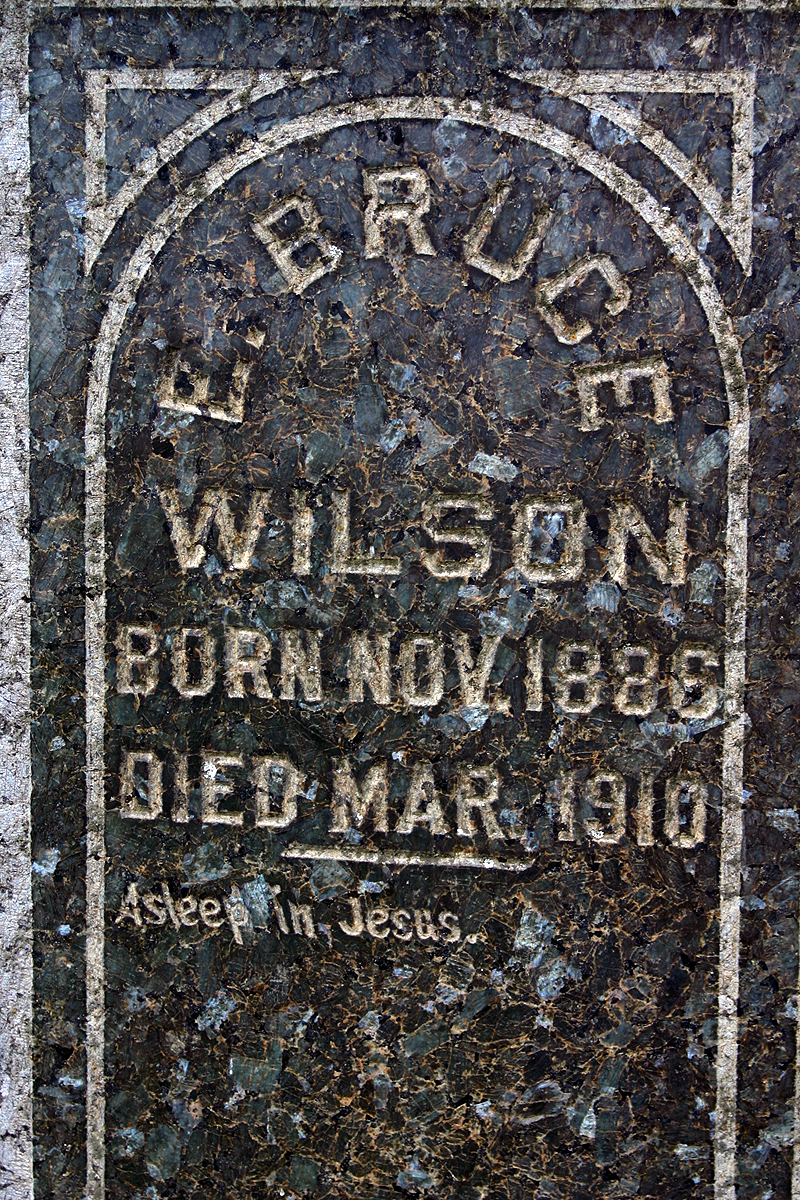 E. BRUCE
WILSON
BORN NOV. 1886
DIED MAR. 1910
Asleep in Jesus.